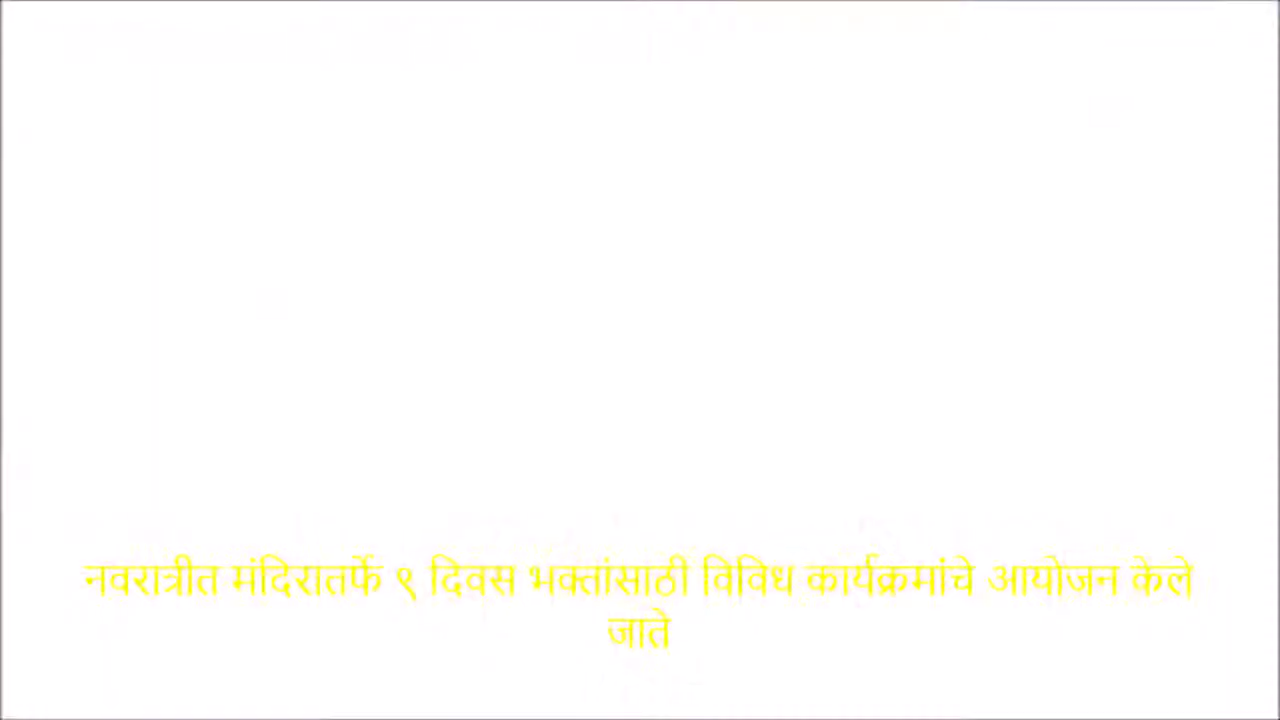 नवरात्रीत मंदिरातर्फे ९ दिवस भक्तांसाठी विविध कार्यक्रमांचे आयोजन केले
जाते